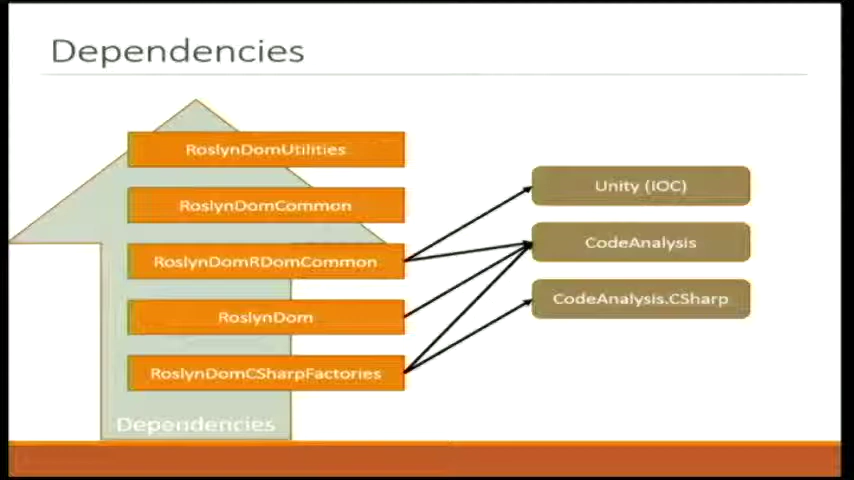 Dependencies
RoslynDomUtilities
RoslynDomCommon
RoslynDomRDomCommon
RoslynDom
RoslynDomCSharpFactories
Dependencies
Unity (IOC)
CodeAnalysis
CodeAnalysis.CSharp